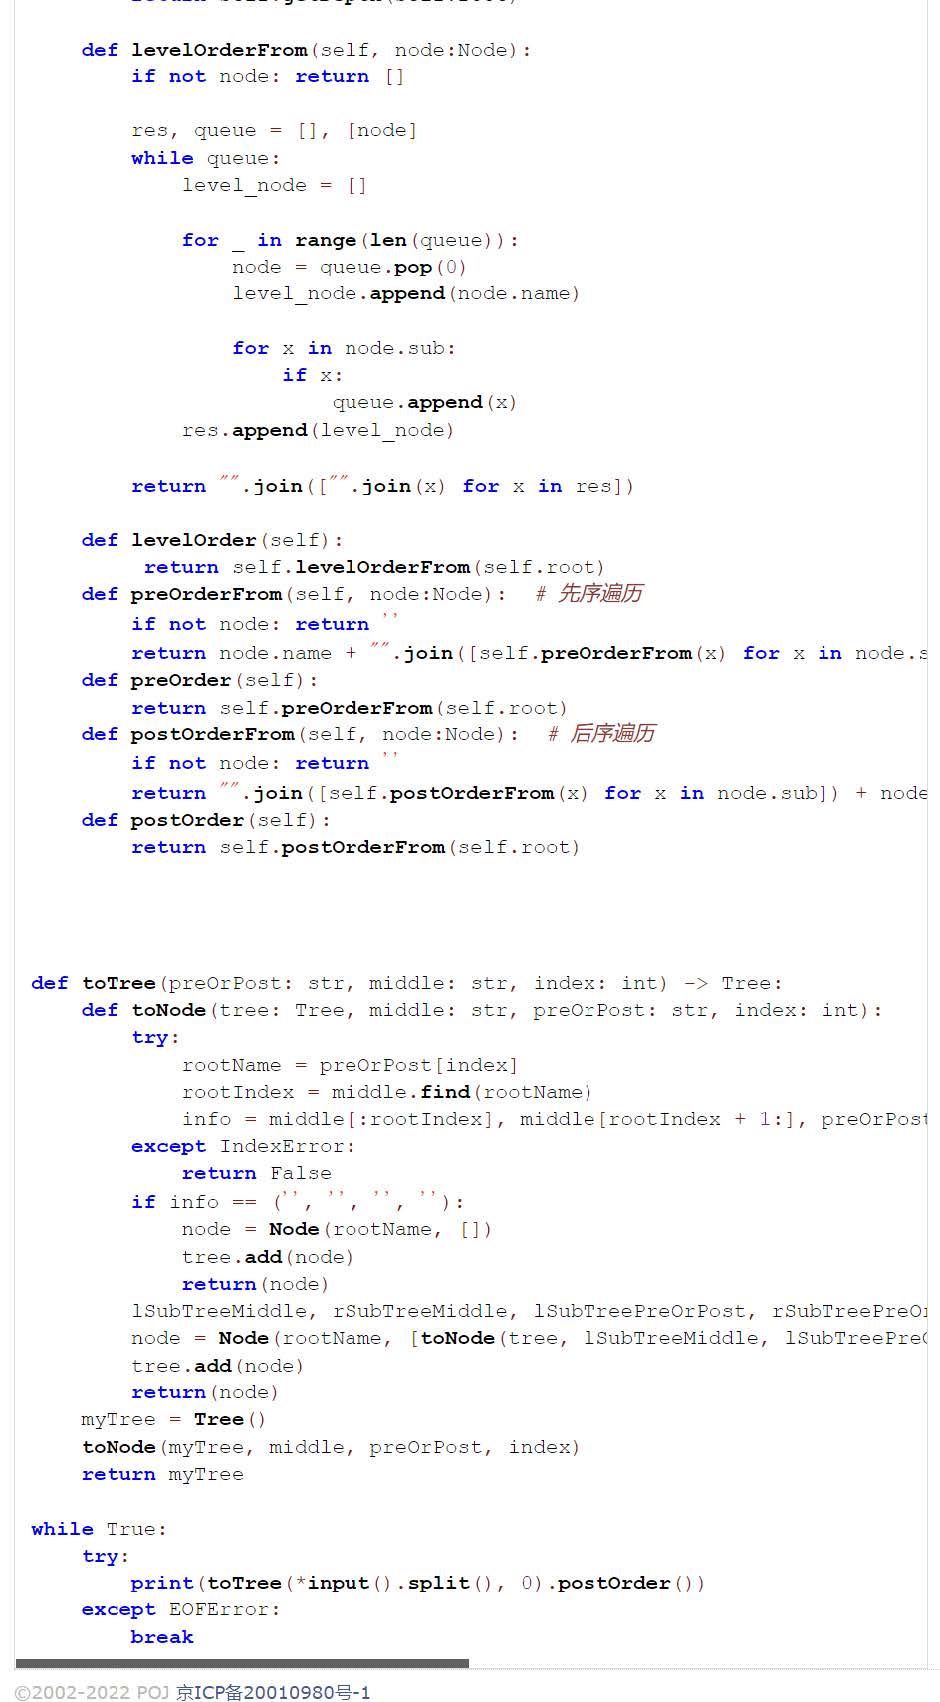 def levelOrderFrom(self, node:Node):
        if not node: return []

        res, queue = [], [node]
        while queue:
            level_node = []

            for _ in range(len(queue)):
                node = queue.pop(0)
                level_node.append(node.name)

                for x in node.sub:
                    if x:
                        queue.append(x)
            res.append(level_node)

        return "".join(["".join(x) for x in res])

    def levelOrder(self):
         return self.levelOrderFrom(self.root)
    def preOrderFrom(self, node:Node):  # 先序遍历
        if not node: return ''
        return node.name + "".join([self.preOrderFrom(x) for x in node.s
    def preOrder(self):
        return self.preOrderFrom(self.root)
    def postOrderFrom(self, node:Node):  # 后序遍历
        if not node: return ''
        return "".join([self.postOrderFrom(x) for x in node.sub]) + node
    def postOrder(self):
        return self.postOrderFrom(self.root)

def toTree(preOrPost: str, middle: str, index: int) -> Tree:
    def toNode(tree: Tree, middle: str, preOrPost: str, index: int):
        try:
            rootName = preOrPost[index]
            rootIndex = middle.find(rootName)
            info = middle[:rootIndex], middle[rootIndex + 1:], preOrPost
        except IndexError:
            return False
        if info == ('', '', '', ''):
            node = Node(rootName, [])
            tree.add(node)
            return(node)
        lSubTreeMiddle, rSubTreeMiddle, lSubTreePreOrPost, rSubTreePreOr
        node = Node(rootName, [toNode(tree, lSubTreeMiddle, lSubTreePreO
        tree.add(node)
        return(node)
    myTree = Tree()
    toNode(myTree, middle, preOrPost, index)
    return myTree

while True:
    try:
        print(toTree(*input().split(), 0).postOrder())
    except EOFError:
        break
©2002-2022 POJ 京ICP备20010980号-1